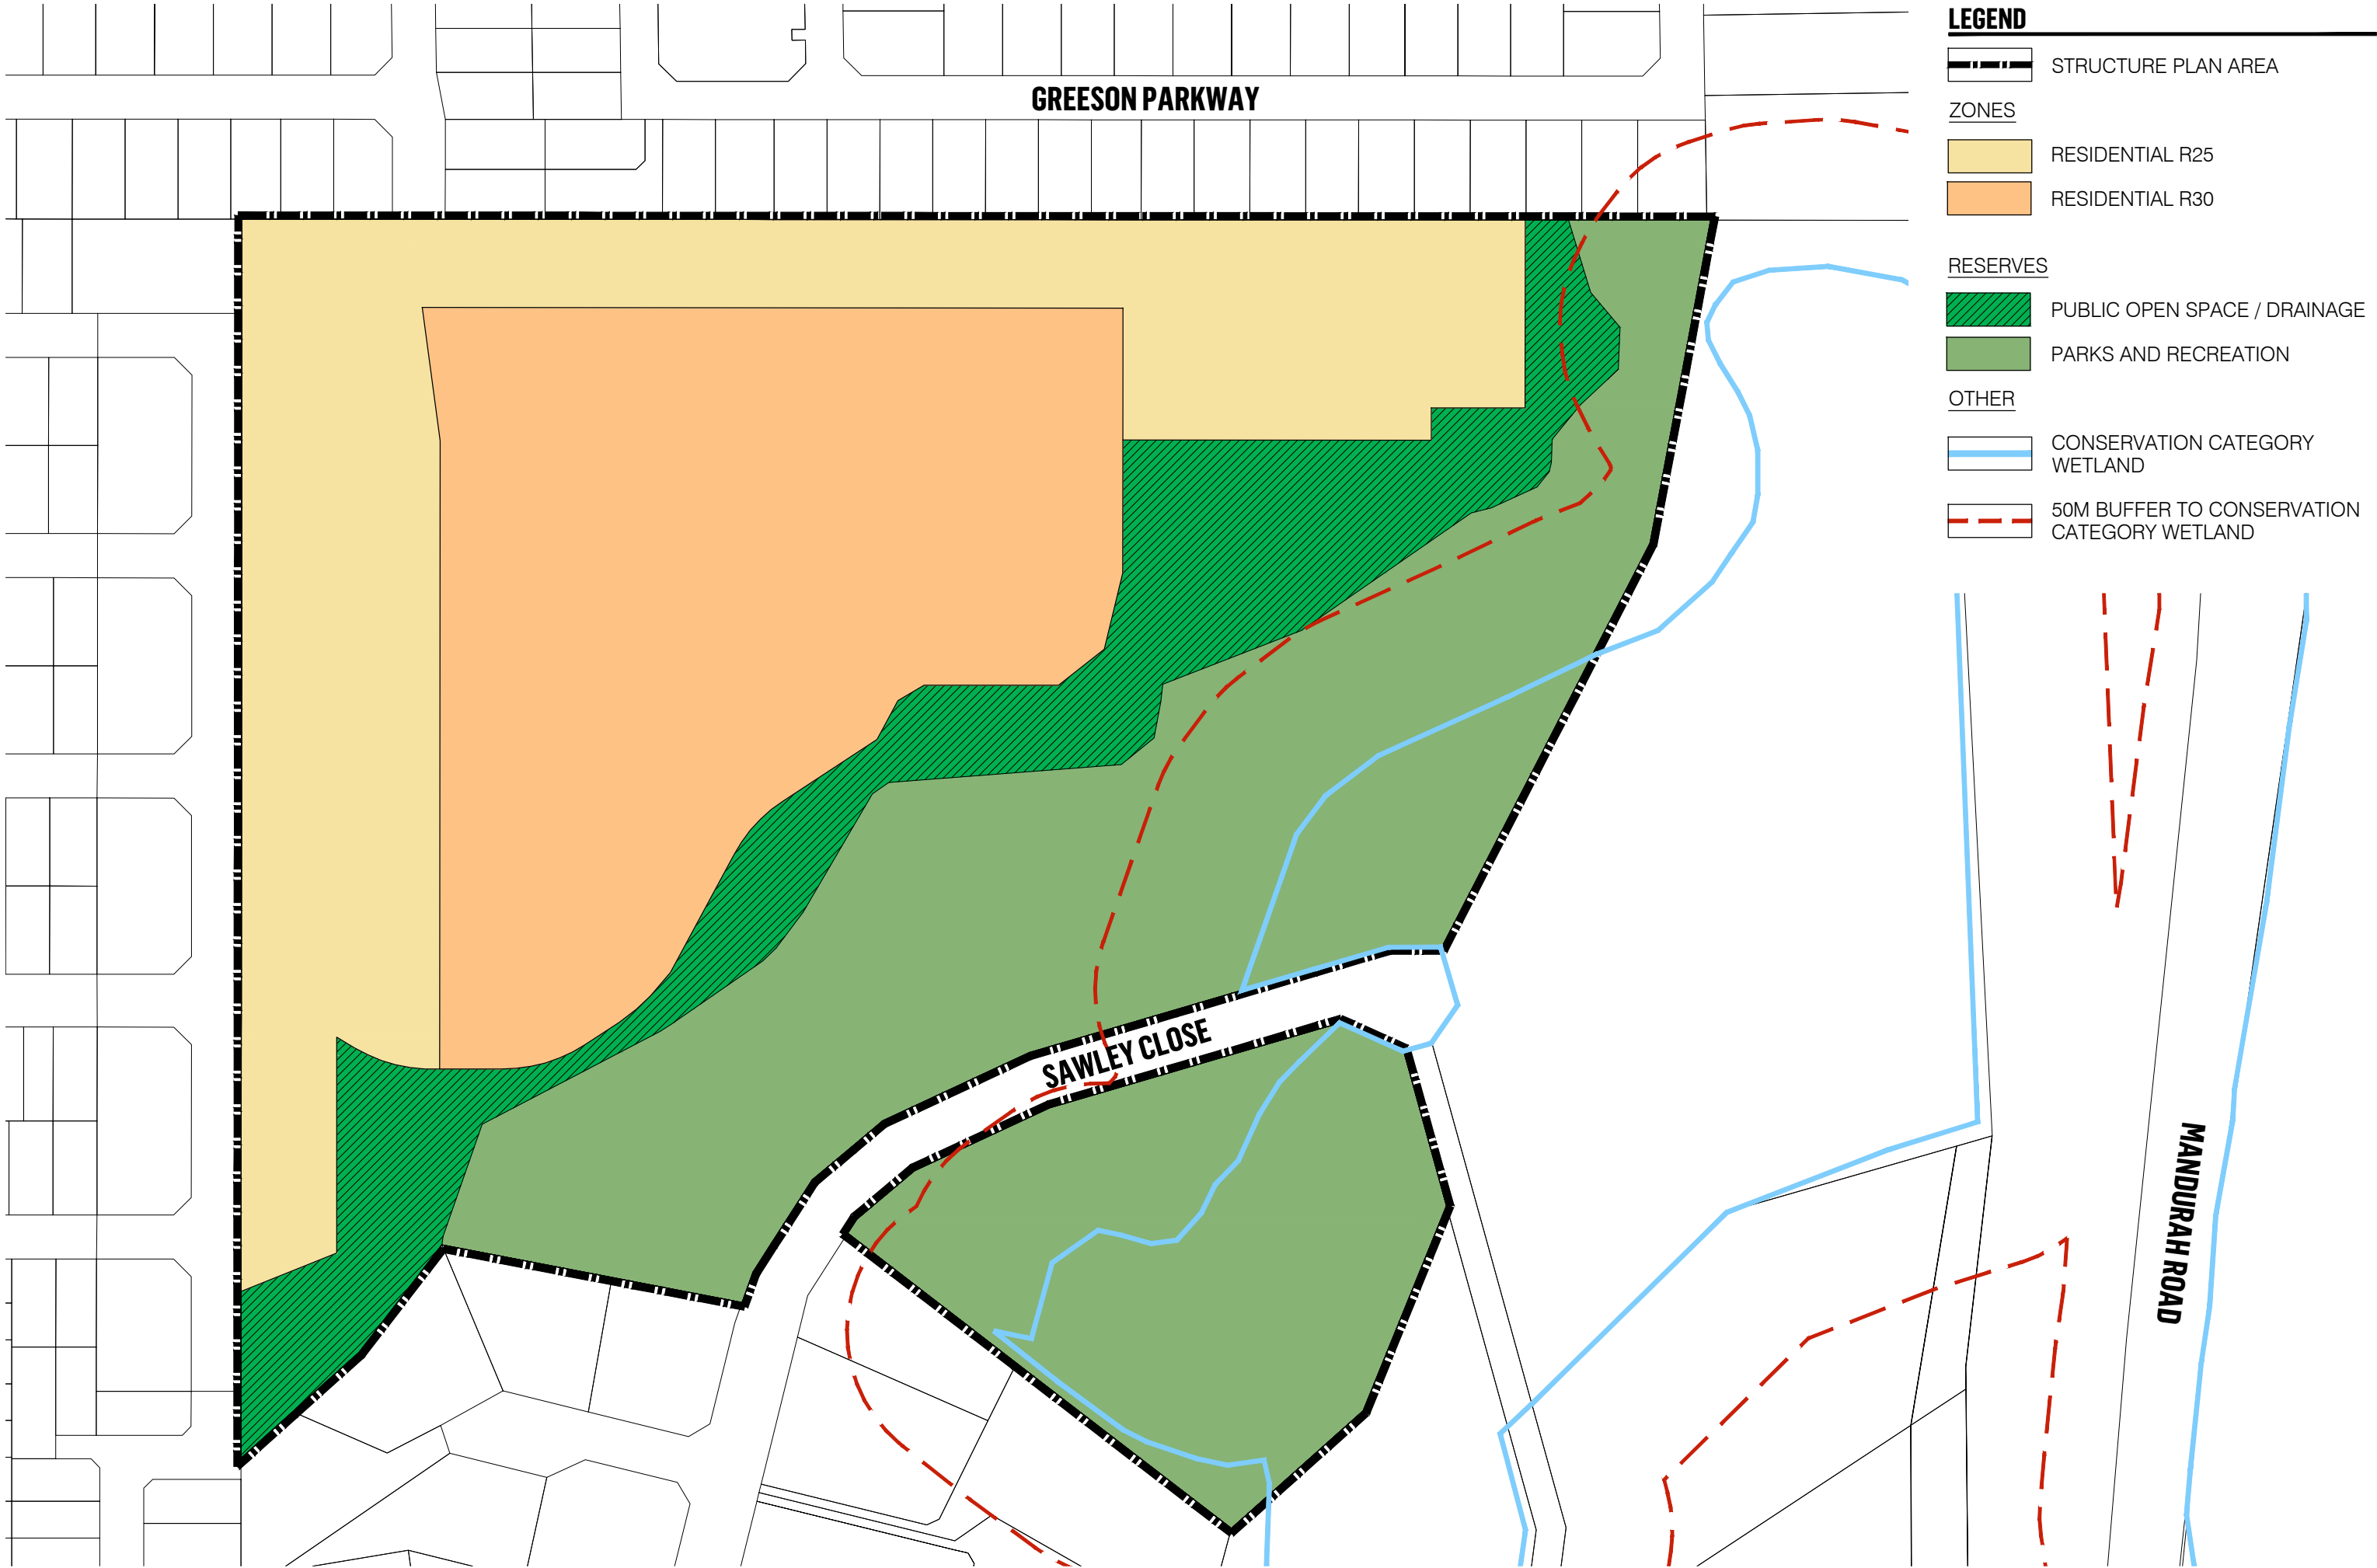 LEGEND
STRUCTURE PLAN AREA
GREESON PARKWAY
ZONES
RESIDENTIAL R25
RESIDENTIAL R30
RESERVES
PUBLIC OPEN SPACE / DRAINAGE
PARKS AND RECREATION
OTHER
CONSERVATION CATEGORY
WETLAND
50M BUFFER TO CONSERVATION
CATEGORY WETLAND
SAWLEY CLOSE
MANDURAH ROAD